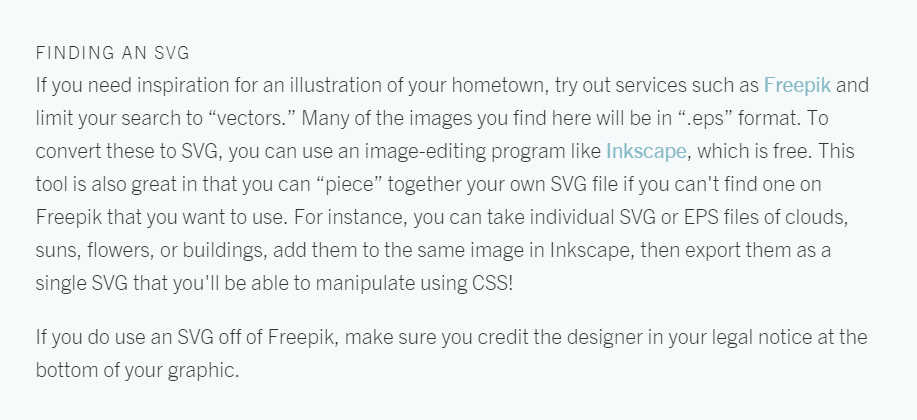 FINDING AN SVG
If you need inspiration for an illustration of your hometown, try out services such as Freepik and
limit your search to “vectors.” Many of the images you find here will be in “.eps” format. To
convert these to SVG, you can use an image-editing program like Inkscape, which is free. This
tool is also great in that you can “piece” together your own SVG file if you can't find one on
Freepik that you want to use. For instance, you can take individual SVG or EPS files of clouds,
suns, flowers, or buildings, add them to the same image in Inkscape, then export them as a
single SVG that you'll be able to manipulate using CSS!
If you do use an SVG off of Freepik, make sure you credit the designer in your legal notice at the
bottom of your graphic.